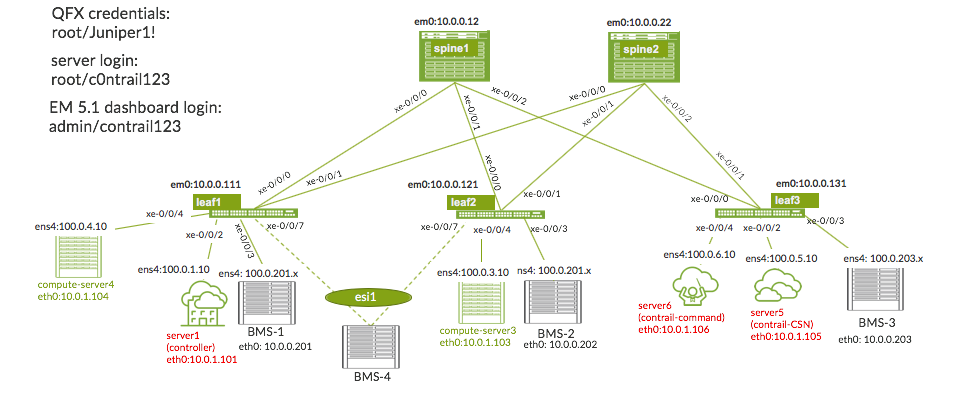 QFX credentials:
root/Juniper1!
server login:
root/c0ntrail123
EM 5.1 dashboard login:
admin/contrail123
em0:10.0.0.12
spine1
em0:10.0.0.22
spine2
xe-0/0/0
xe-0/0/1
xe-0/0/2
xe-0/0/0
xe-0/0/1
xe-0/0/2
em0:10.0.0.111
leaf1
xe-0/0/0
xe-0/0/1
xe-0/0/4
xe-0/0/2
xe-0/0/3
xe-0/0/7
em0:10.0.0.121
leaf2
xe-0/0/0
xe-0/0/1
xe-0/0/7
xe-0/0/4
xe-0/0/3
em0:10.0.0.131
leaf3
xe-0/0/0
xe-0/0/1
xe-0/0/4
xe-0/0/2
xe-0/0/3
ens4:100.0.4.10
compute-server4
eth0:10.0.1.104
ens4:100.0.1.10
server1
(controller)
eth0:10.0.1.101
ens4: 100.0.201.x
BMS-1
eth0: 10.0.0.201
esi1
BMS-4
ens4:100.0.3.10
compute-server3
eth0:10.0.1.103
ns4: 100.0.201.x
BMS-2
eth0: 10.0.0.202
ens4:100.0.6.10
server6
(contrail-command)
eth0:10.0.1.106
ens4:100.0.5.10
server5
(contrail-CSN)
eth0:10.0.1.105
ens4: 100.0.203.x
BMS-3
eth0: 10.0.0.203